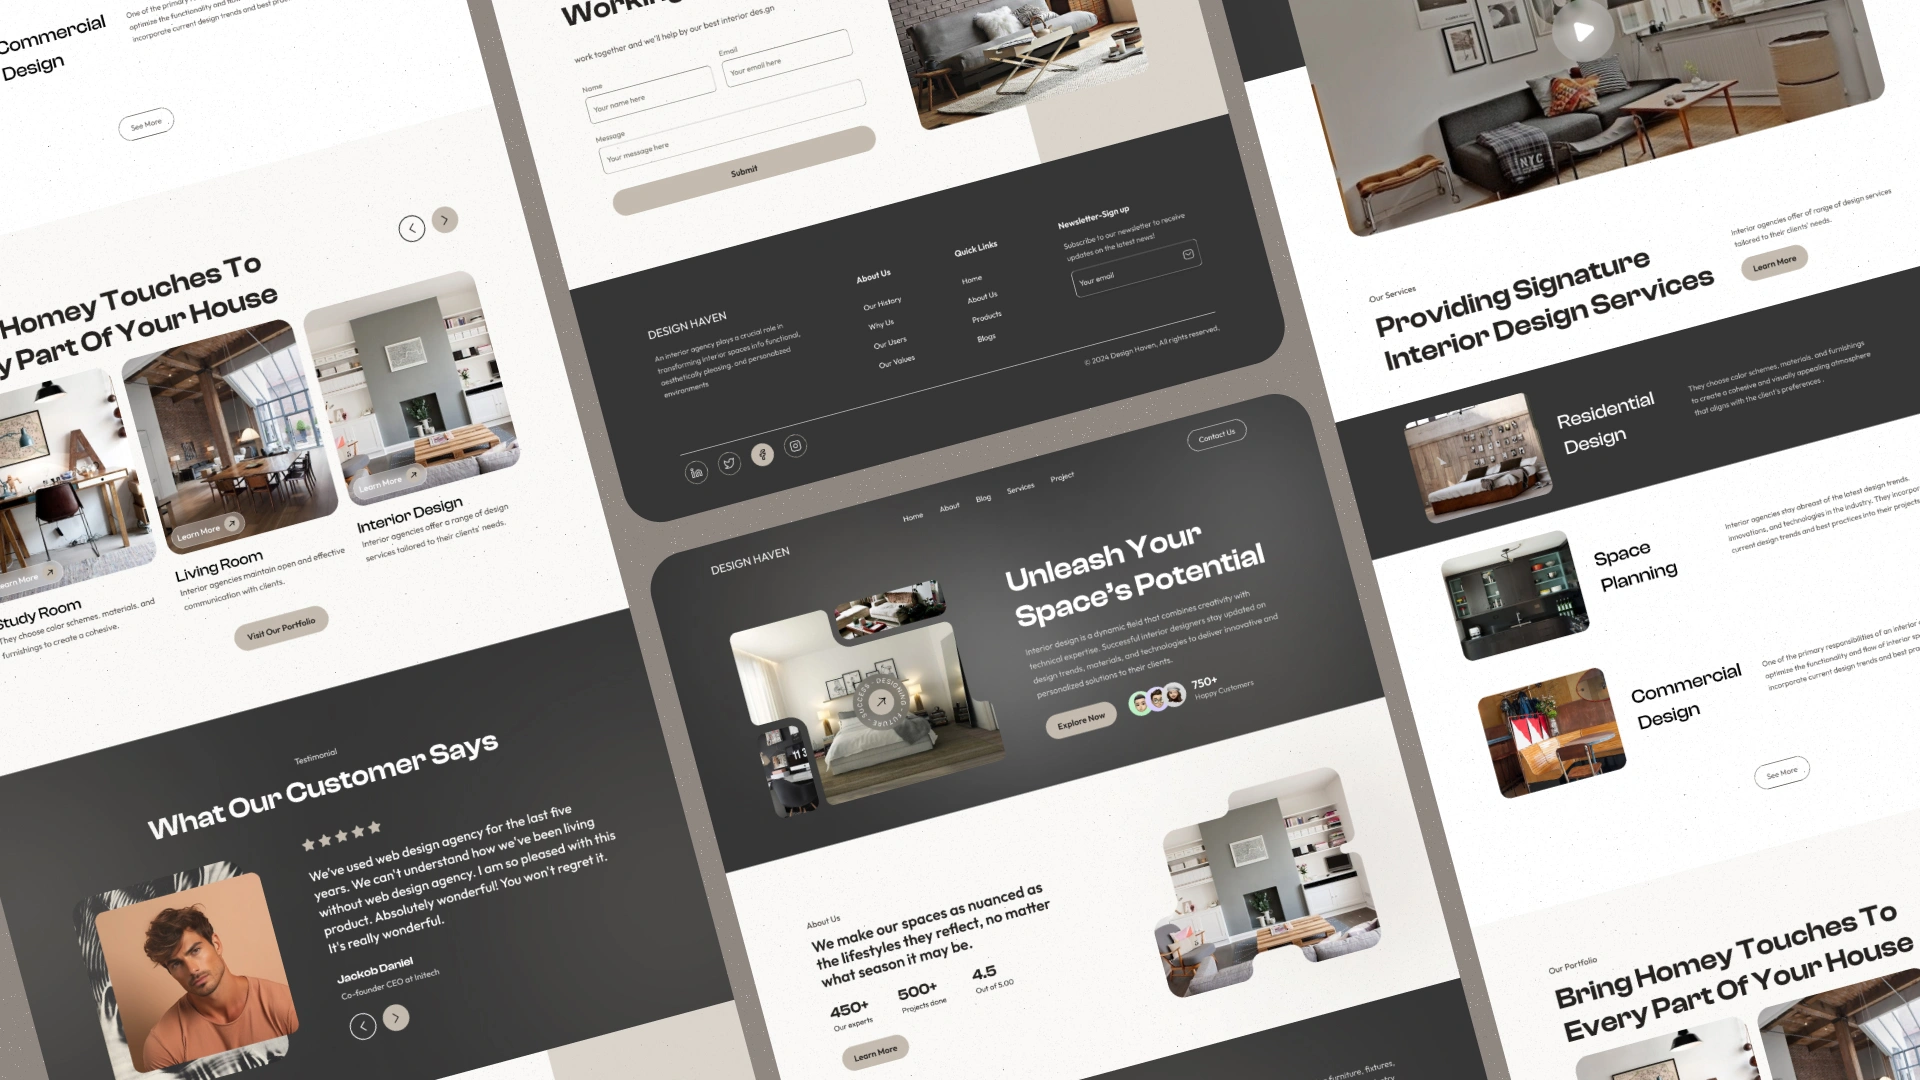 Commercial
Design
One of the primary
optimize the functionality and
incorporate current design trends and best
See More
Homey Touches To
Part Of Your House
Learn More
Learn More
Learn More
Study Room
They choose color schemes, materials, and
furnishings to create a cohesive.
Living Room
Interior agencies maintain open and effective
communication with clients.
Interior Design
Interior agencies offer a range of design
services tailored to their clients' needs.
Visit Our Portfolio
Testimonial
What Our Customer Says
We've used web design agency for the last five
years. We can't understand how we've been living
without web design agency. I am so pleased with this
product. Absolutely wonderful! You won't regret it.
It's really wonderful.
Jackob Daniel
Co-founder CEO at Initech
Working
work together and we'll help by our best interior des.gn
Name
Your name here
Email
Your email here
Message
Your message here
Submit
DESIGN HAVEN
An interior agency plays a crucial role in
transforming interior spaces info functional,
aesthetically pleasing, and personalized
environments
About Us
Our History
Why Us
Our Users
Our Values
Quick Links
Home
About Us
Products
Blogs
Newsletter-Sign up
Subscribe to our newsletter to receive
updates on the latest news!
Your email
© 2024 Design Haven, All rights reserved,
DESIGN HAVEN
Home
About
Blog
Services
Project
Contact Us
Unleash Your
Space's Potential
Interior design is a dynamic field that combines creativity with
technical expertise. Successful interior designers stay updated on
design trends, materials, and technologies to deliver innovative and
personalized solutions to their clients.
Explore Now
750+
Happy Customers
SUCCESS - DESIGNING - FUTURE -
11 3
About Us
We make our spaces as nuanced as
the lifestyles they reflect, no matter
what season it may be.
450+
Our experts
500+
Projects done
4.5
Out of 5.00
Learn More
furniture, fixtures,
NYC
Our Services
Providing Signature
Interior Design Services
Interior agencies offer of range of design services
tailored to their clients' needs.
Learn More
Residential
Design
They choose color schemes, materials, and furnishings
to create a cohesive and visually appealing atmosphere
that aligns with the client's preferences .
Space
Planning
Interior agencies stay abreast of the latest design trends.
innovations, and technologies in the industry. They
current design trends and best practices into their projects
Commercial
Design
One of the primary responsibilities of an interior
optimize the functionality and flow of interior
incorporate current design trends and best
See More
Our Portfolio
Bring Homey Touches To
Every Part Of Your House